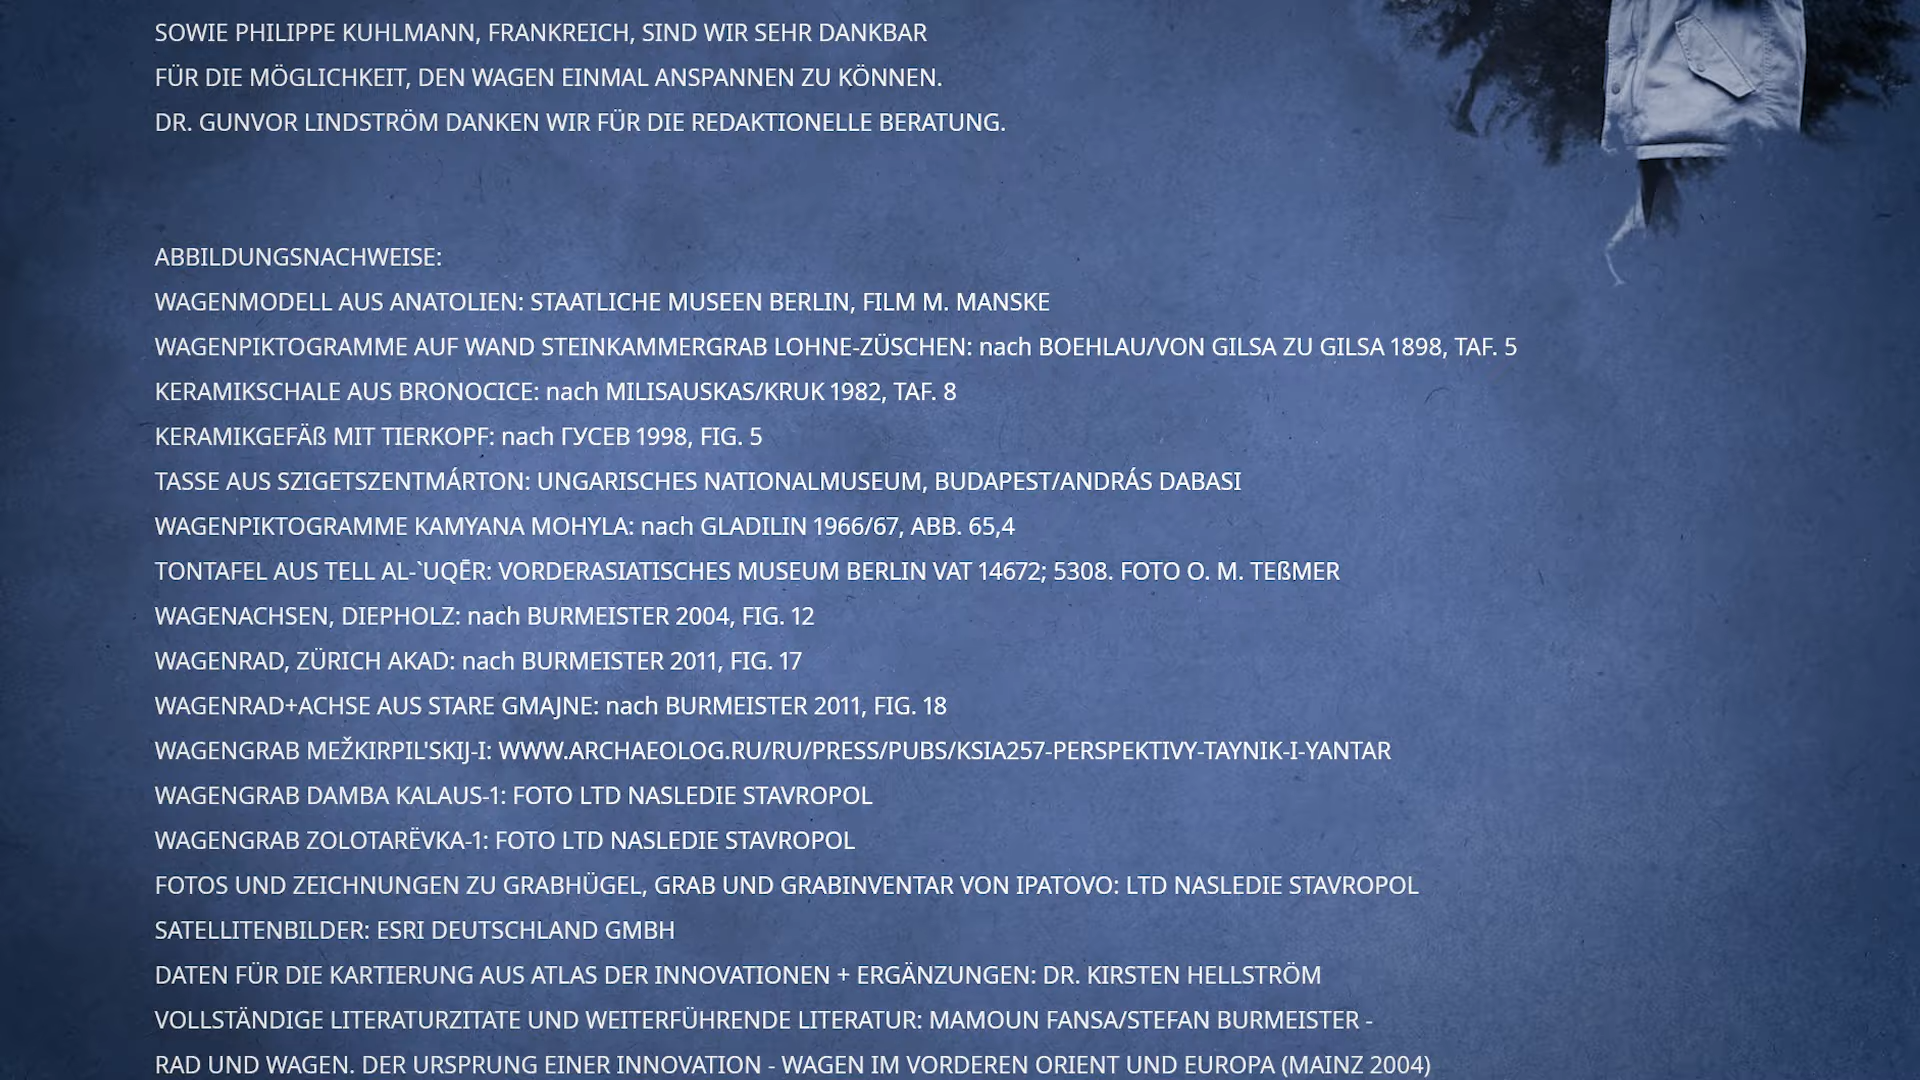 SOWIE PHILIPPE KUHLMANN, FRANKREICH, SIND WIR SEHR DANKBAR
FÜR DIE MÖGLICHKEIT, DEN WAGEN EINMAL ANSPANNEN ZU KÖNNEN.
DR. GUNVOR LINDSTRÖM DANKEN WIR FÜR DIE REDAKTIONELLE BERATUNG.
ABBILDUNGSNACHWEISE:
WAGENMODELL AUS ANATOLIEN: STAATLICHE MUSEEN BERLIN, FILM M. MANSKE
WAGENPIKTOGRAMME AUF WAND STEINKAMMERGRAB LOHNE-ZÜSCHEN: nach BOEHLAU/VON GILSA ZU GILSA 1898, TAF. 5
KERAMIKSCHALE AUS BRONOCICE: nach MILISAUSKAS/KRUK 1982, TAF. 8
KERAMIKGEFÄß MIT TIERKOPF: nach ГУСЕВ 1998, FIG. 5
TASSE AUS SZIGETSZENTMÁRTON: UNGARISCHES NATIONALMUSEUM, BUDAPEST/ANDRÁS DABASI
WAGENPIKTOGRAMME KAMYANA MOHYLA: nach GLADILIN 1966/67, ABB. 65,4
TONTAFEL AUS TELL AL-`UQĒR: VORDERASIATISCHES MUSEUM BERLIN VAT 14672; 5308. FOTO O. M. TEßMER
WAGENACHSEN, DIEPHOLZ: nach BURMEISTER 2004, FIG. 12
WAGENRAD, ZÜRICH AKAD: nach BURMEISTER 2011, FIG. 17
WAGENRAD+ACHSE AUS STARE GMAJNE: nach BURMEISTER 2011, FIG. 18
WAGENGRAB MEŽKIRPIL'SKIJ-I: WWW.ARCHAEOLOG.RU/RU/PRESS/PUBS/KSIA257-PERSPEKTIVY-TAYNIK-I-YANTAR
WAGENGRAB DAMBA KALAUS-1: FOTO LTD NASLEDIE STAVROPOL
WAGENGRAB ZOLOTARËVKA-1: FOTO LTD NASLEDIE STAVROPOL
FOTOS UND ZEICHNUNGEN ZU GRABHÜGEL, GRAB UND GRABINVENTAR VON IPATOVO: LTD NASLEDIE STAVROPOL
SATELLITENBILDER: ESRI DEUTSCHLAND GMBH
DATEN FÜR DIE KARTIERUNG AUS ATLAS DER INNOVATIONEN + ERGÄNZUNGEN: DR. KIRSTEN HELLSTRÖM
VOLLSTÄNDIGE LITERATURZITATE UND WEITERFÜHRENDE LITERATUR: MAMOUN FANSA/STEFAN BURMEISTER -
RAD UND WAGEN. DER URSPRUNG EINER INNOVATION - WAGEN IM VORDEREN ORIENT UND EUROPA (MAINZ 2004)